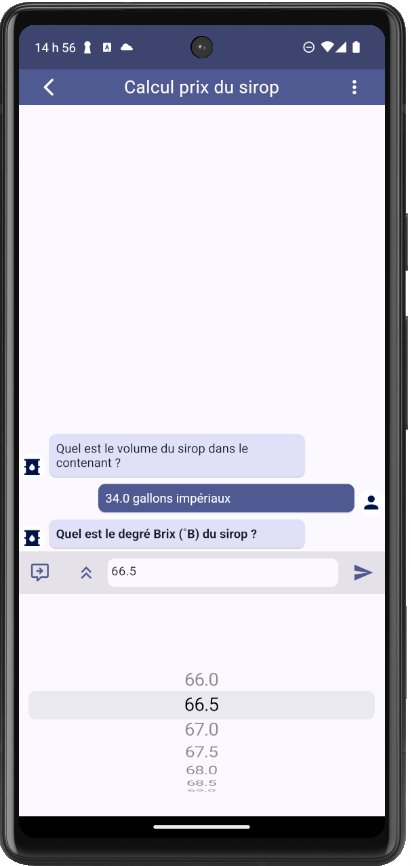 14 h 56
Calcul prix du sirop
Quel est le volume du sirop dans le
contenant ?
34.0 gallons impériaux
Quel est le degré Brix (°B) du sirop ?
66.5
66.0
66.5
67.0
67.5
68.0
68.5
69.0